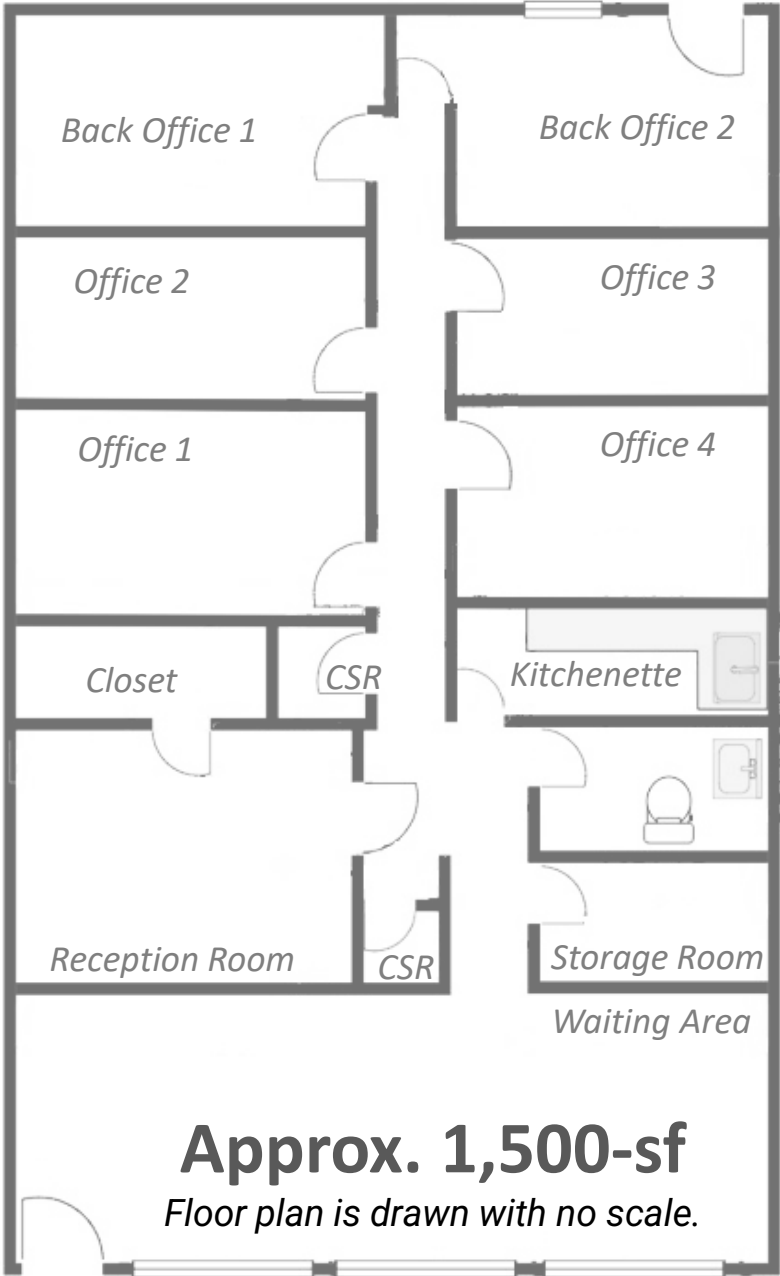 Back Office 1
Back Office 2
Office 2
Office 3
Office 1
Office 4
Closet
CSR
Kitchenette
Reception Room
CSR
Storage Room
Waiting Area
Approx. 1,500-sf
Floor plan is drawn with no scale.